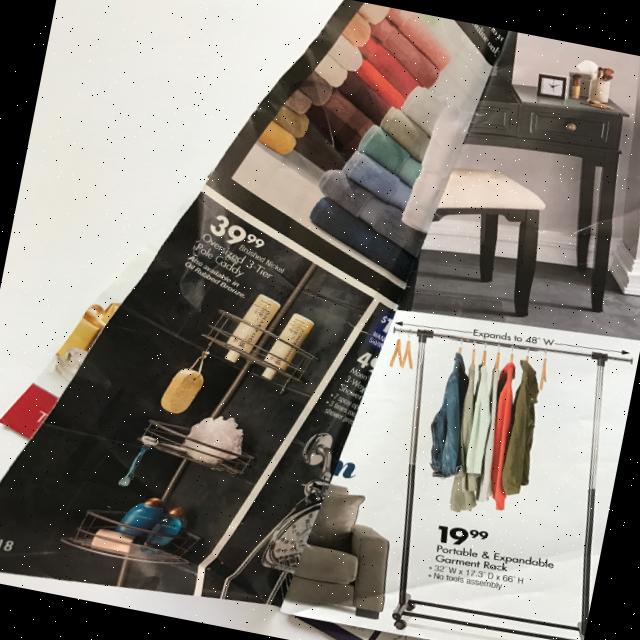 39.99
Brushed Nickel
Oversized 3 Tier
Pole Caddy
Also available in
Oil Rubbed Bronze.
18
Expands to 48" W
19.99
Portable & Expandable
Garment Rack
• 32" W x 17.3" D x 66" H
• No tools assembly